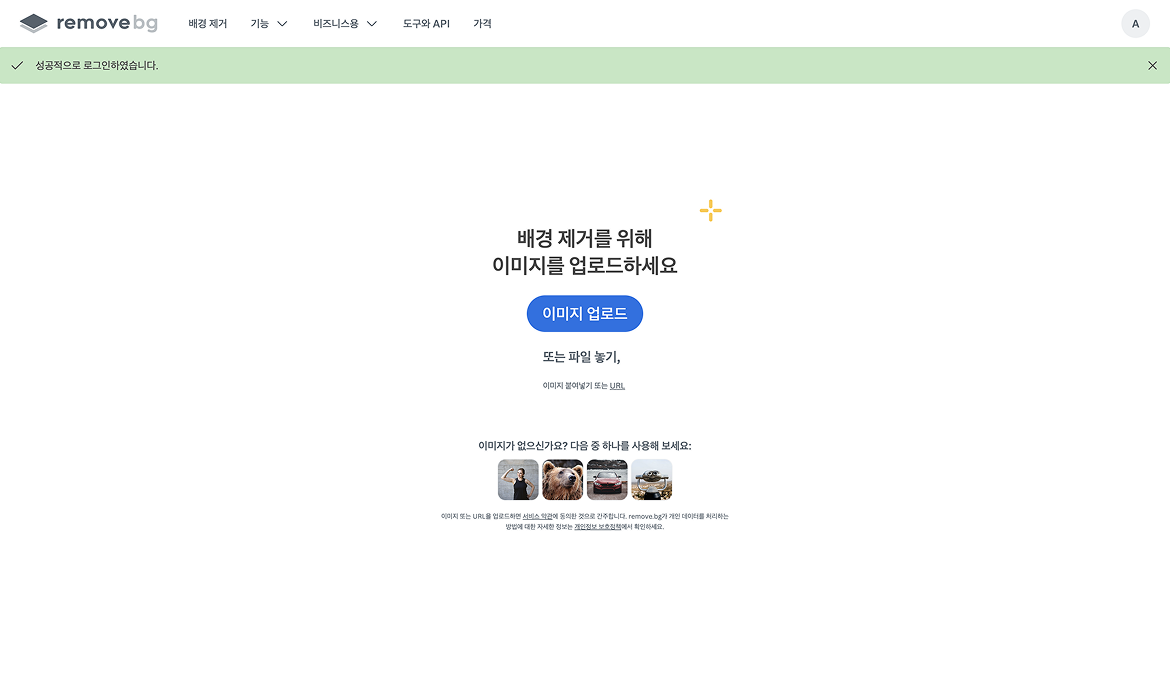 removebg
배경 제거
기능
비즈니스용
도구와 API
가격
A
성공적으로 로그인하였습니다.
배경 제거를 위해
이미지를 업로드하세요
이미지 업로드
또는 파일 놓기,
이미지 붙여넣기 또는 URL
이미지가 없으신가요? 다음 중 하나를 사용해 보세요:
이미지 또는 URL을 업로드하면 서비스 약관에 동의한 것으로 간주합니다. remove.bg가 개인 데이터를 처리하는
방법에 대한 자세한 정보는 개인정보 보호정책에서 확인하세요.